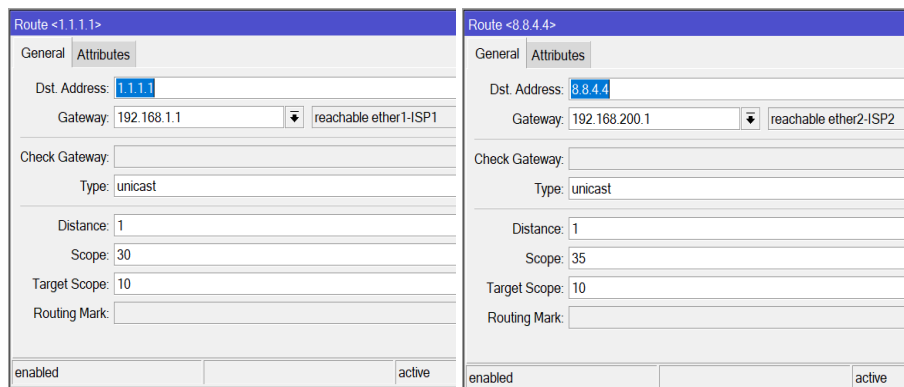 Route <1.1.1.1>
General Attributes
Dst. Address: 1.1.1.1
Gateway: 192.168.1.1 reachable ether1-ISP1
Check Gateway:
Type: unicast
Distance: 1
Scope: 30
Target Scope: 10
Routing Mark:
enabled active
Route <8.8.4.4>
General Attributes
Dst. Address: 8.8.4.4
Gateway: 192.168.200.1 reachable ether2-ISP2
Check Gateway:
Type: unicast
Distance: 1
Scope: 35
Target Scope: 10
Routing Mark:
enabled active